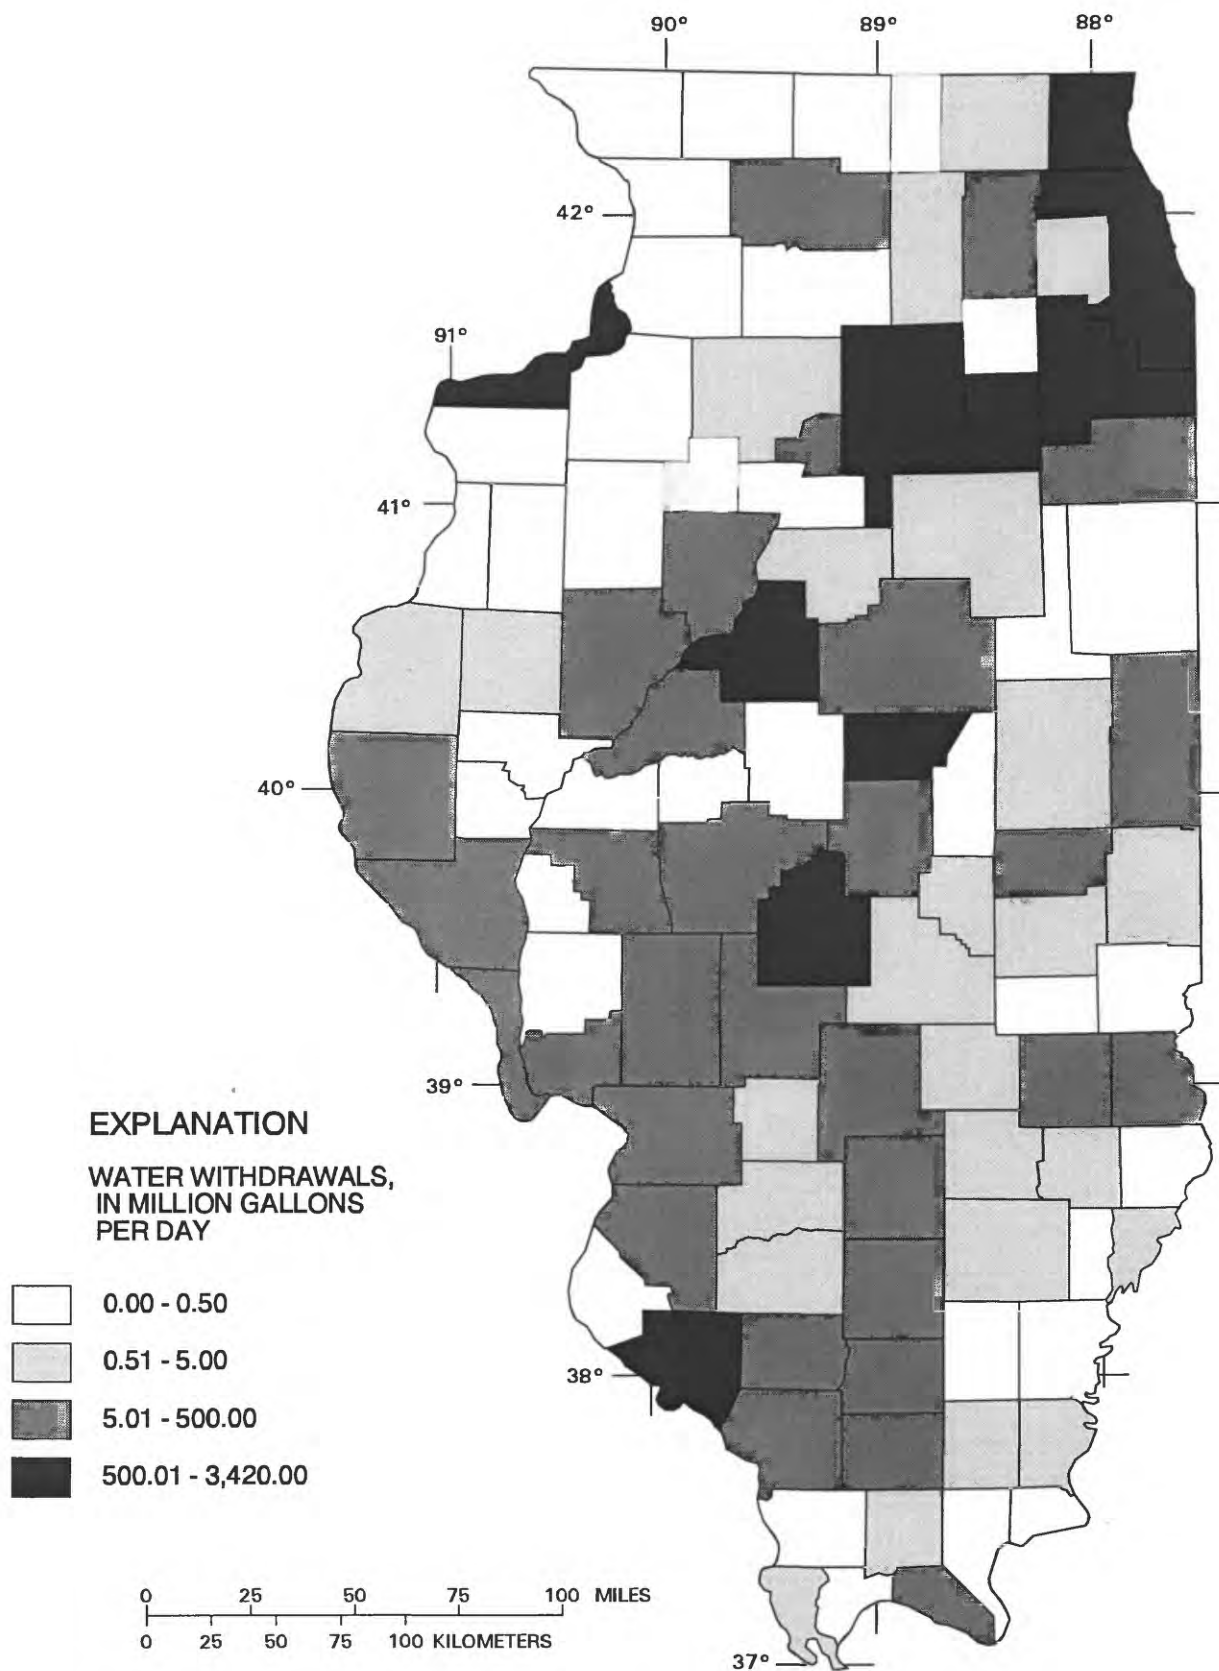 90° 89° 88°
42°
91°
41°
40°
39°
EXPLANATION
WATER WITHDRAWALS,
IN MILLION GALLONS
PER DAY
0.00 - 0.50
0.51 - 5.00
5.01 - 500.00
500.01 - 3,420.00
38°
0 25 50 75 100 MILES
0 25 50 75 100 KILOMETERS
37°